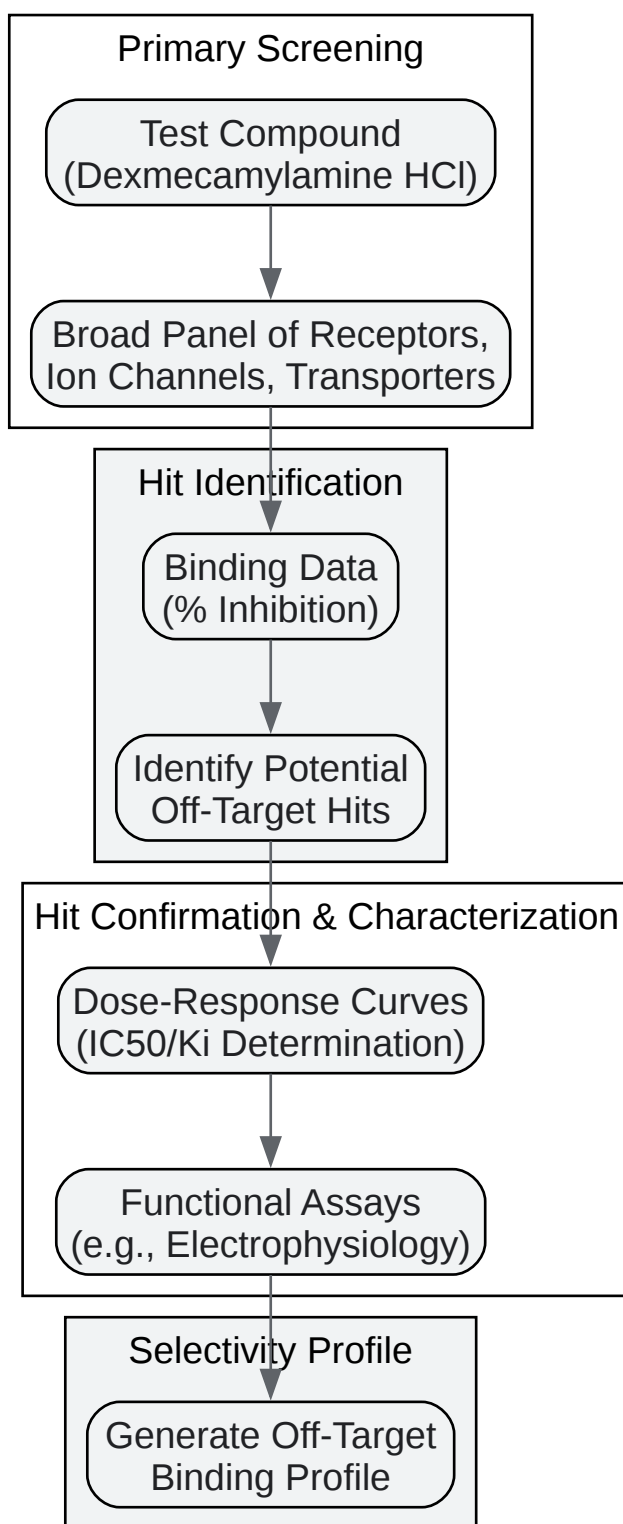 Primary Screening
Test Compound
(Dexmecamylamine HCl)
Broad Panel of Receptors,
Ion Channels, Transporters
Hit Identification
Binding Data
(% Inhibition)
Identify Potential
Off-Target Hits
Hit Confirmation & Characterization
Dose-Response Curves
(IC50/Ki Determination)
Functional Assays
(e.g., Electrophysiology)
Selectivity Profile
Generate Off-Target
Binding Profile